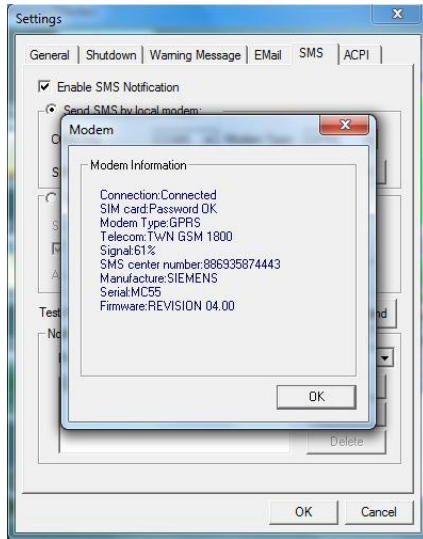 Settings
General
Shutdown
Warning Message
EMail
SMS
ACPI
Enable SMS Notification
Send SMS by local modem:
Modem
Modem Information
Connection:Connected
SIM card:Password OK
Modem Type:GPRS
Telecom:TWN GSM 1800
Signal:61%
SMS center number:886935874443
Manufacture:SIEMENS
Serial:MC55
Firmware:REVISION 04.00
OK
Test
Delete
OK
Cancel